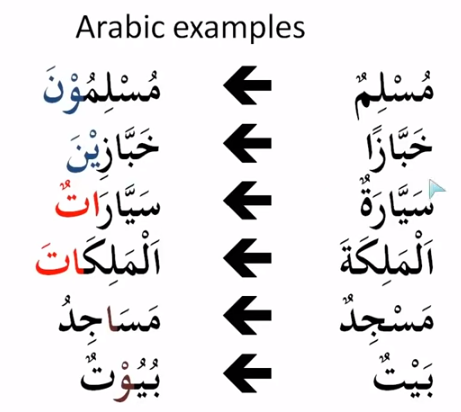 Arabic examples
مُسْلِمٌ ← مُسْلِمُوْنَ
خَبَّازًا ← خَبَّازِيْنَ
سَيَّارَةٌ ← سَيَّارَاتٌ
اَلْمَلِكَةَ ← اَلْمَلِكَاتَ
مَسْجِدٌ ← مَسَاجِدُ
بَيْتٌ ← بُيُوْتٌ